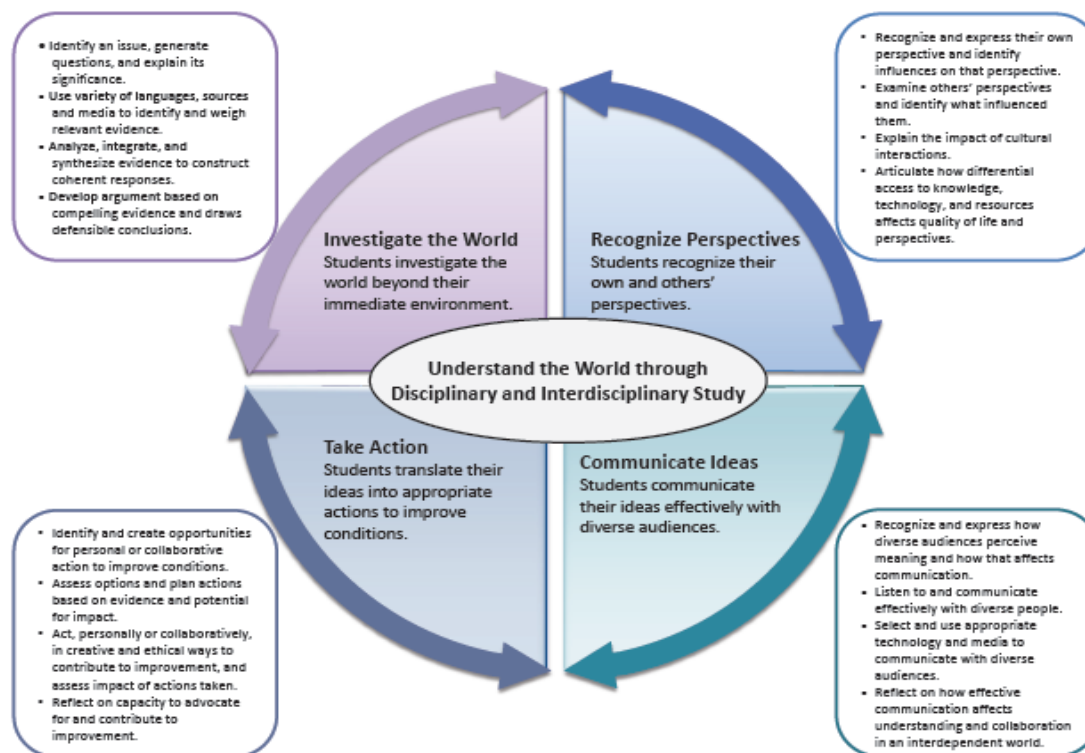 • Identify an issue, generate
questions, and explain its
significance.
• Use variety of languages, sources
and media to identify and weigh
relevant evidence.
• Analyze, integrate, and
synthesize evidence to construct
coherent responses.
• Develop argument based on
compelling evidence and draws
defensible conclusions.
• Recognize and express their own
perspective and identify
influences on that perspective.
• Examine others’ perspectives
and identify what influenced
them.
• Explain the impact of cultural
interactions.
• Articulate how differential
access to knowledge,
technology, and resources
affects quality of life and
perspectives.
Investigate the World
Students investigate the
world beyond their
immediate environment.
Recognize Perspectives
Students recognize their
own and others’
perspectives.
Understand the World through
Disciplinary and Interdisciplinary Study
Take Action
Students translate their
ideas into appropriate
actions to improve
conditions.
Communicate Ideas
Students communicate
their ideas effectively with
diverse audiences.
• Identify and create opportunities
for personal or collaborative
action to improve conditions.
• Assess options and plan actions
based on evidence and potential
for impact.
• Act, personally or collaboratively,
in creative and ethical ways to
contribute to improvement, and
assess impact of actions taken.
• Reflect on capacity to advocate
for and contribute to
improvement.
• Recognize and express how
diverse audiences perceive
meaning and how that affects
communication.
• Listen to and communicate
effectively with diverse people.
• Select and use appropriate
technology and media to
communicate with diverse
audiences.
• Reflect on how effective
communication affects
understanding and collaboration
in an interdependent world.